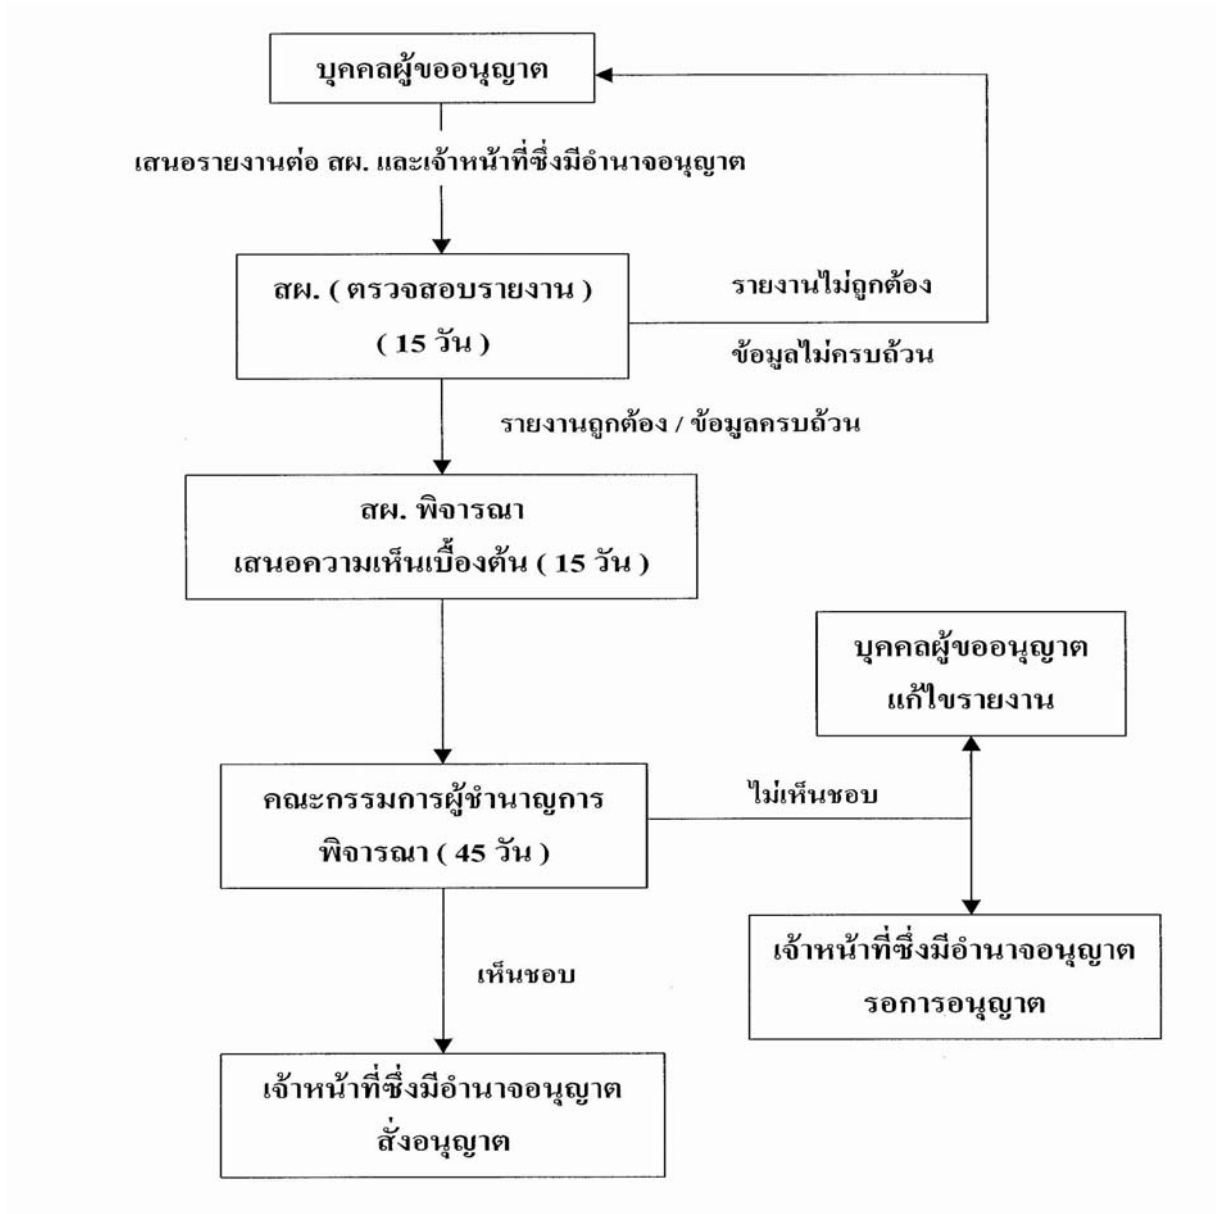 บุคคลผู้ขออนุญาต
เสนอรายงานต่อ สผ. และเจ้าหน้าที่ซึ่งมีอำนาจอนุญาต
สผ. ( ตรวจสอบรายงาน )
( 15 วัน )
รายงานไม่ถูกต้อง
ข้อมูลไม่ครบถ้วน
รายงานถูกต้อง / ข้อมูลครบถ้วน
สผ. พิจารณา
เสนอความเห็นเบื้องต้น ( 15 วัน )
บุคคลผู้ขออนุญาต
แก้ไขรายงาน
คณะกรรมการผู้ชำนาญการ
พิจารณา ( 45 วัน )
ไม่เห็นชอบ
เจ้าหน้าที่ซึ่งมีอำนาจอนุญาต
รอการอนุญาต
เห็นชอบ
เจ้าหน้าที่ซึ่งมีอำนาจอนุญาต
สั่งอนุญาต